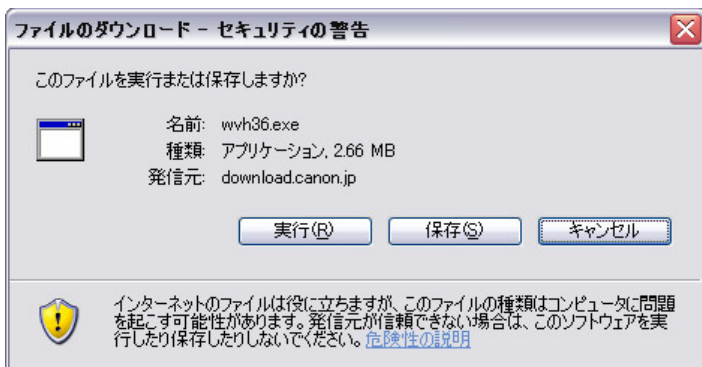 ファイルのダウンロード - セキュリティの警告
このファイルを実行または保存しますか?
名前: wvh36.exe
種類: アプリケーション, 2.66 MB
発信元: download.canon.jp
実行(R) 保存(S) キャンセル
インターネットのファイルは役に立ちますが、このファイルの種類はコンピュータに問題
を起こす可能性があります。発信元が信頼できない場合は、このソフトウェアを実
行したり保存したりしないでください。危険性の説明